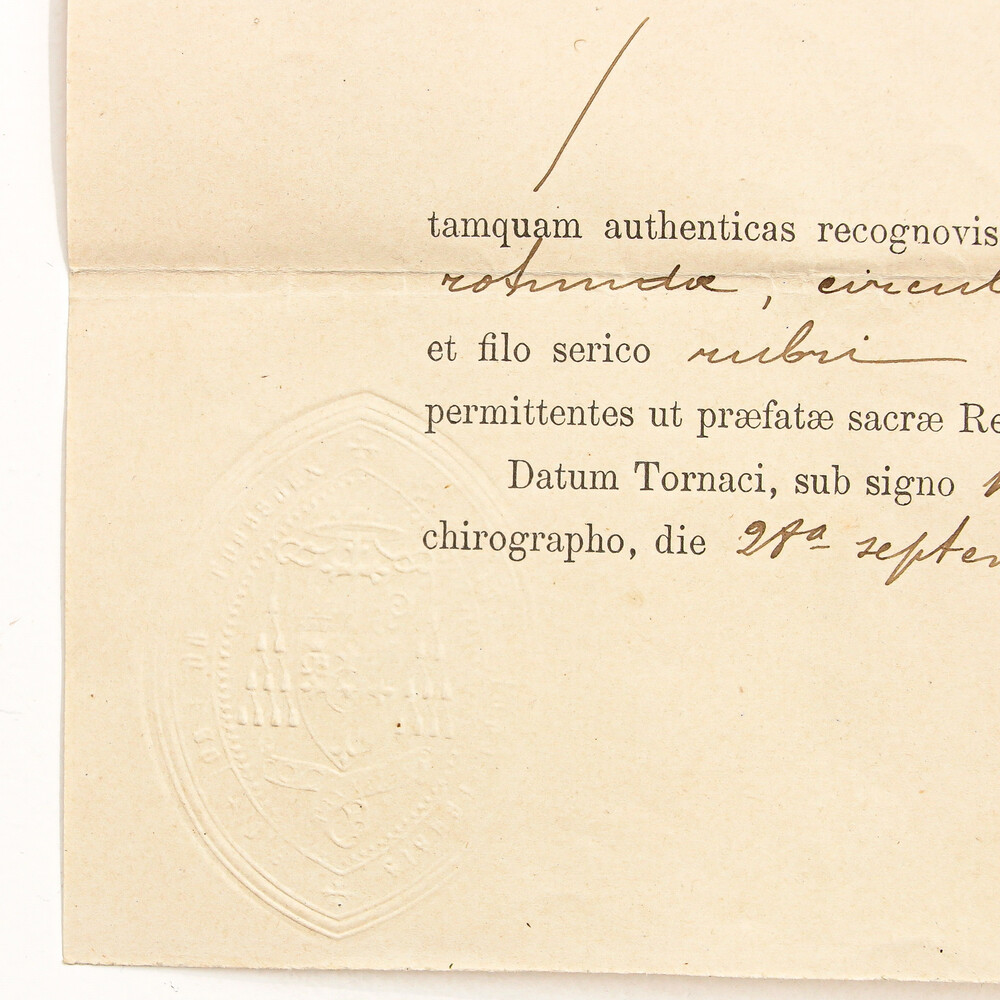 tamquam authenticas recognovis
rotundæ, circul
et filo serico rubri
permittentes ut præfatæ sacræ Re
Datum Tornaci, sub signo
chirographo, die 28a septem